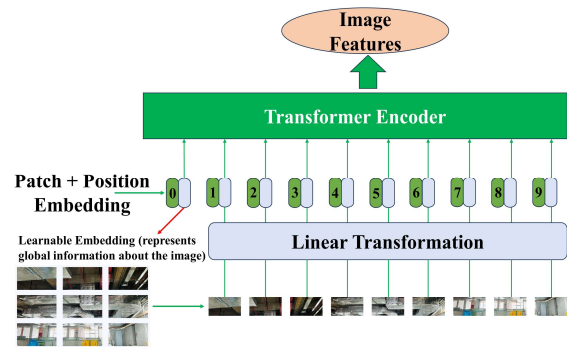 Image
Features
Transformer Encoder
Patch + Position
Embedding
0 1 2 3 4 5 6 7 8 9
Learnable Embedding (represents
global information about the image)
Linear Transformation